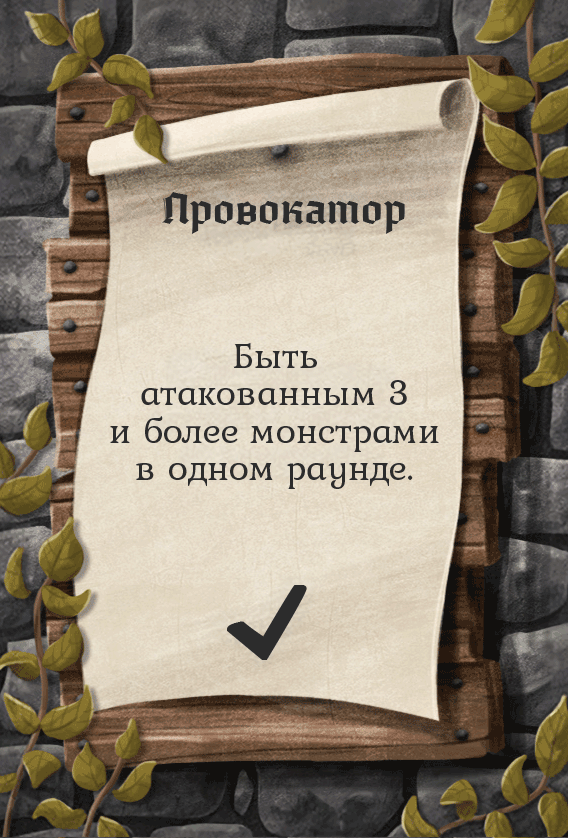 Провокатор
Быть
атакованным 3
и более монстрами
в одном раунде.